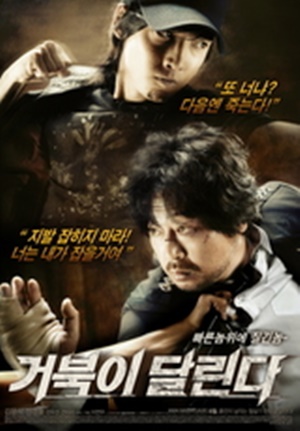 “ 또 너냐?
다음엔 죽는다! ”
“ 지발 잡히지 마라!
너는 내가 잡을거여 ”
빠른놈위에 질긴놈
거북이 달린다